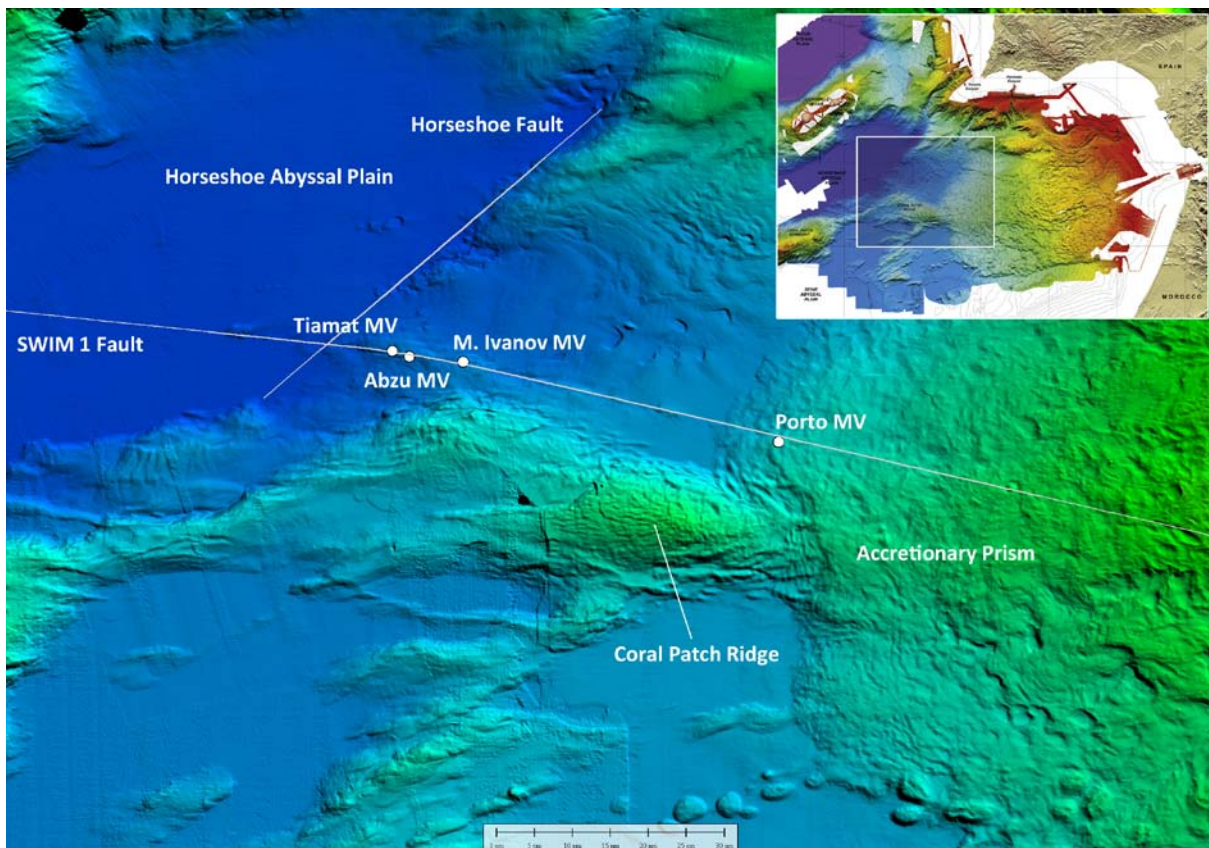 Horseshoe Fault
Horseshoe Abyssal Plain
SPAIN
MOROCCO
Tiamat MV
SWIM 1 Fault
M. Ivanov MV
Abzu MV
Porto MV
Accretionary Prism
Coral Patch Ridge